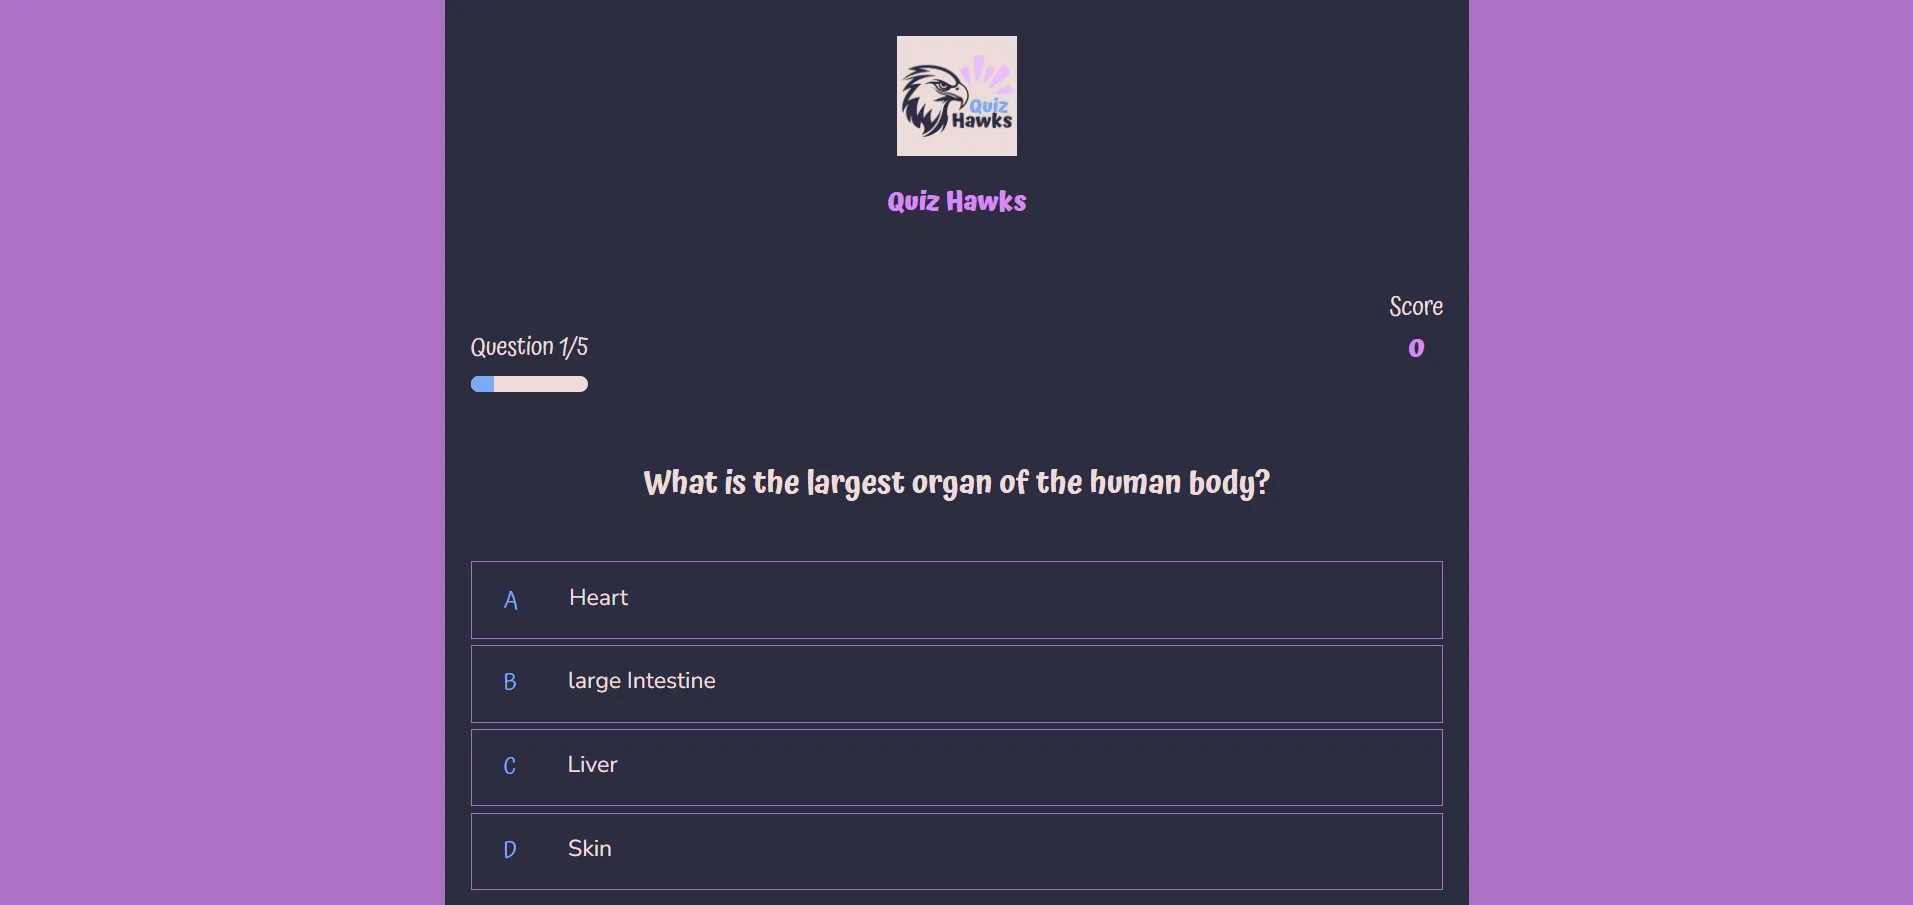 Quiz
Hawks
Quiz Hawks
Score
0
Question 1/5
What is the largest organ of the human body?
A Heart
B large Intestine
C Liver
D Skin